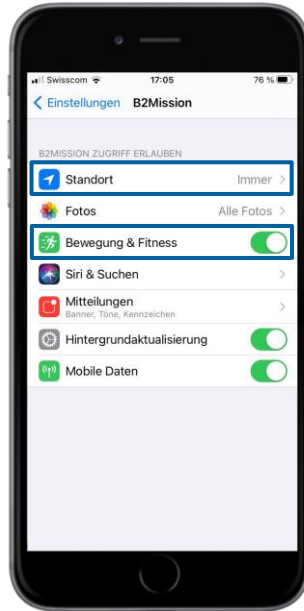 Swisscom 17:05 76 %
Einstellungen B2Mission
B2MISSION ZUGRIFF ERLAUBEN
Standort Immer
Fotos Alle Fotos
Bewegung & Fitness
Siri & Suchen
Mitteilungen
Banner, Töne, Kennzeichen
Hintergrundaktualisierung
Mobile Daten